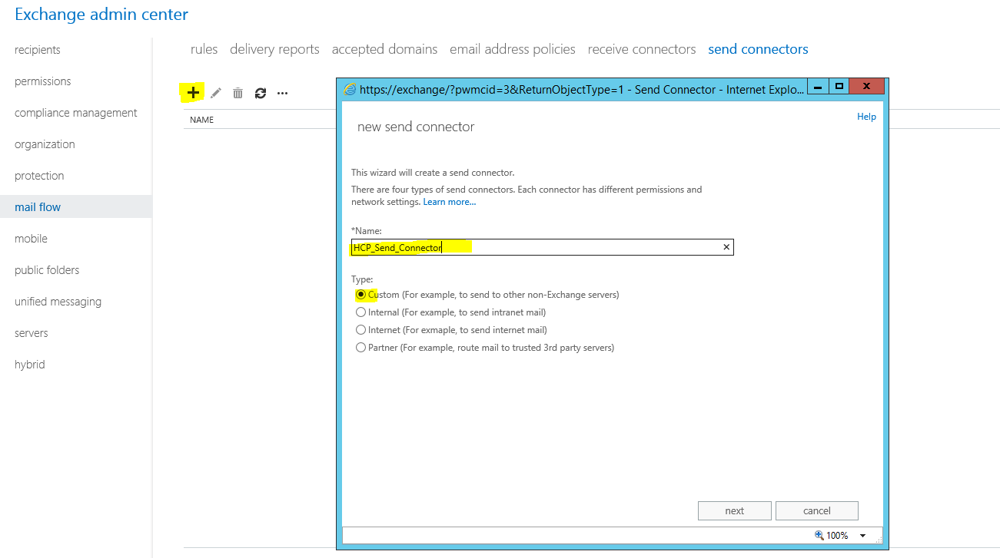 Exchange admin center
recipients
permissions
compliance management
organization
protection
mail flow
mobile
public folders
unified messaging
servers
hybrid
rules delivery reports accepted domains email address policies receive connectors send connectors
NAME
https://exchange/?pwmcid=3&ReturnObjectType=1 - Send Connector - Internet Explo...
Help
new send connector
This wizard will create a send connector.
There are four types of send connectors. Each connector has different permissions and
network settings. Learn more...
*Name:
HCP_Send_Connector
Type:
Custom (For example, to send to other non-Exchange servers)
Internal (For example, to send intranet mail)
Internet (For exmaple, to send internet mail)
Partner (For example, route mail to trusted 3rd party servers)
next cancel
100%